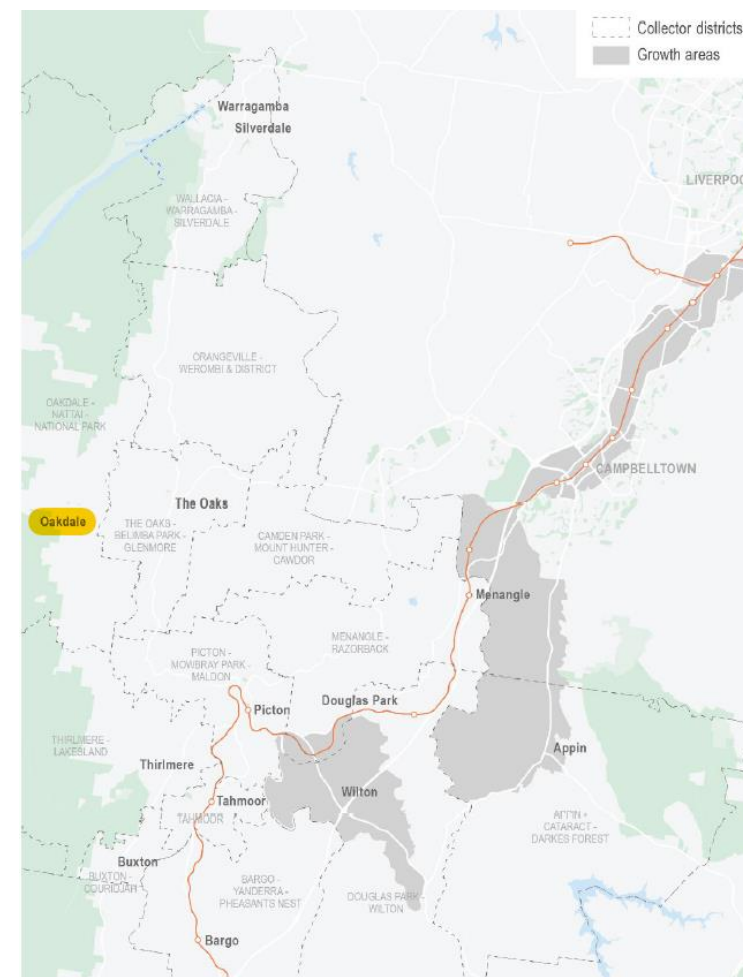 Collector districts
Growth areas
Warragamba
Silverdale
LIVERPOO
WALLACIA -
WARRAGAMBA -
SILVERDALE
ORANGEVILLE -
WEROMBI & DISTRICT
OAKDALE -
NATTAI -
NATIONAL PARK
CAMPBELLTOWN
The Oaks
Oakdale
THE OAKS -
BELIMBA PARK -
GLENMORE
CAMDEN PARK -
MOUNT HUNTER -
CAWDOR
Menangle
MENANGLE -
RAZORBACK
PICTON -
MOWBRAY PARK -
MALDON
Douglas Park
Picton
THIRLMERE -
LAKESLAND
Thirlmere
Appin
Wilton
Tahmoor
TAHMOOR
APPIN -
CATARACT -
DARKES FOREST
Buxton
BUXTON -
COURIDJAH
BARGO -
YANDERRA -
PHEASANTS NEST
DOUGLAS PARK -
WILTON
Bargo